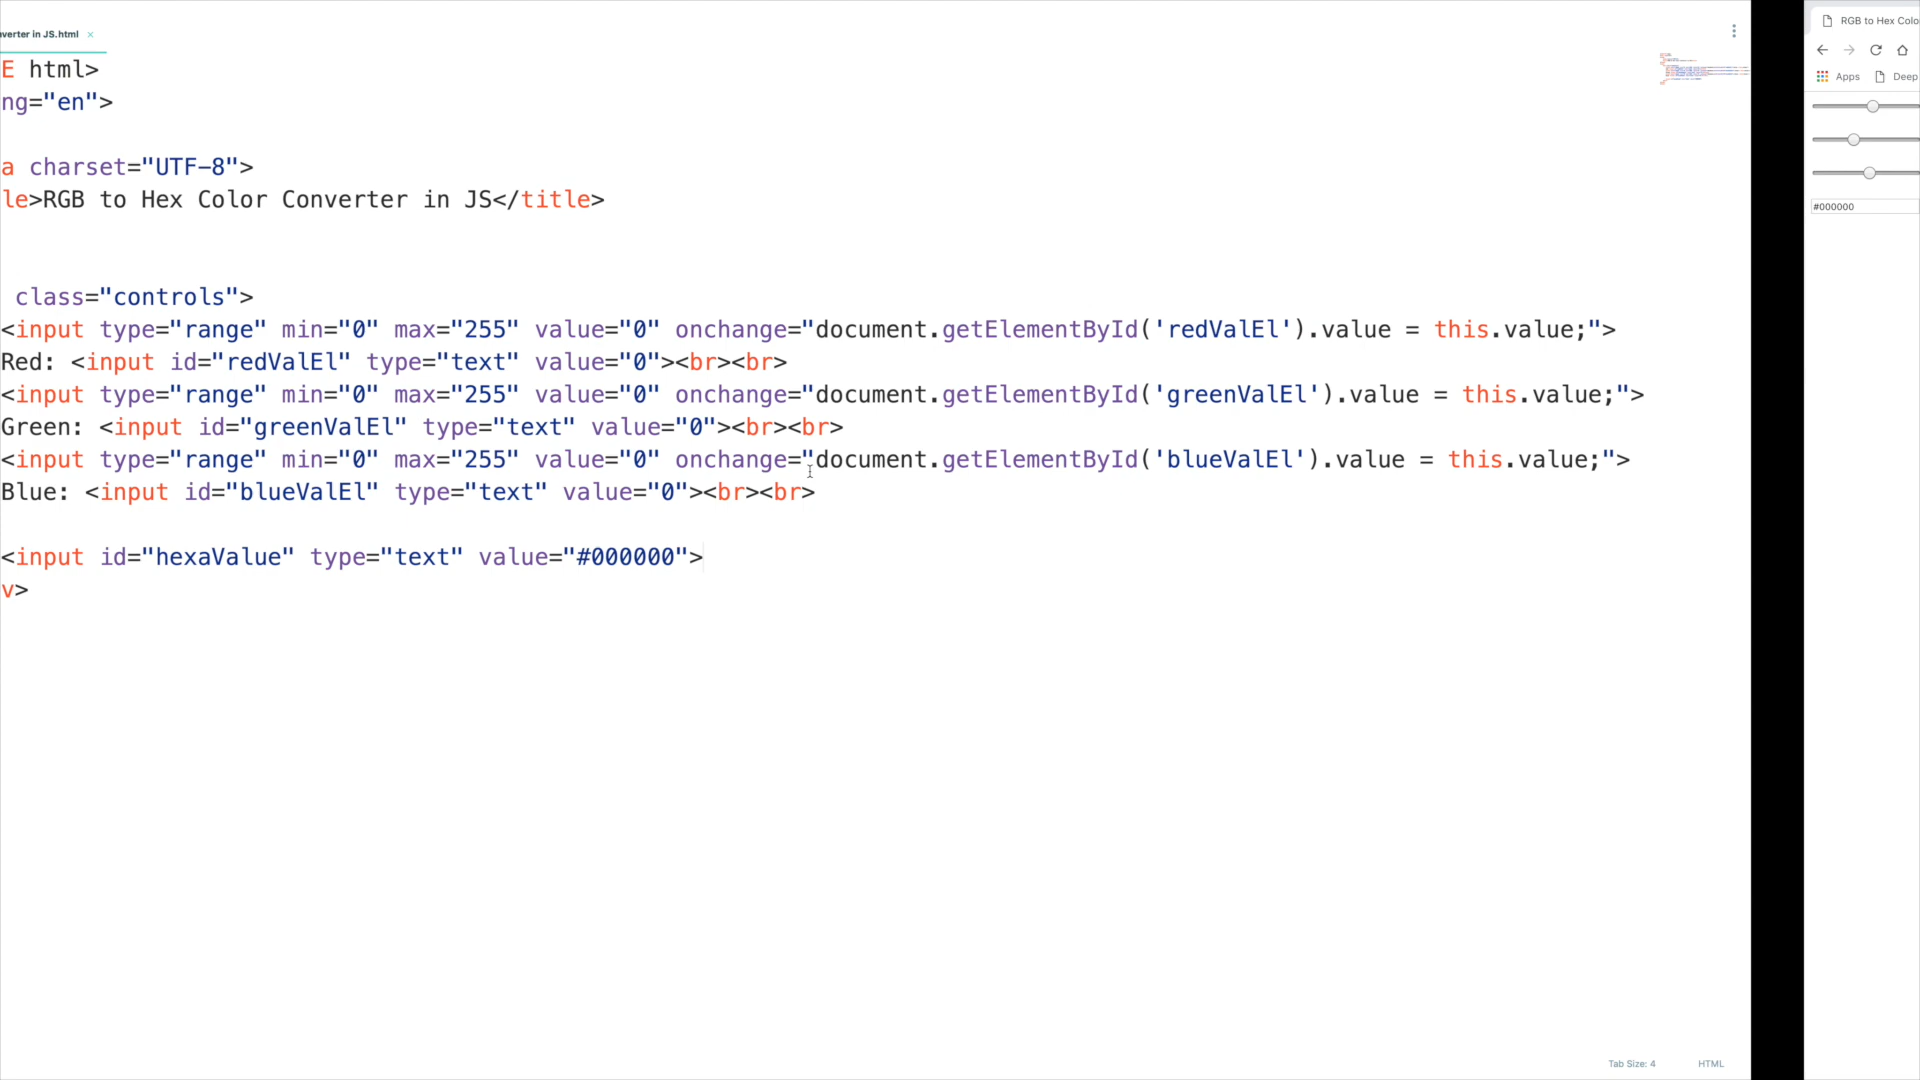 verter in JS.html
E html>
ng="en">
a charset="UTF-8">
le>RGB to Hex Color Converter in JS</title>
class="controls">
<input type="range" min="0" max="255" value="0" onchange="document.getElementById('redValEl').value = this.value;">
Red: <input id="redValEl" type="text" value="0"><br><br>
<input type="range" min="0" max="255" value="0" onchange="document.getElementById('greenValEl').value = this.value;">
Green: <input id="greenValEl" type="text" value="0"><br><br>
<input type="range" min="0" max="255" value="0" onchange="document.getElementById('blueValEl').value = this.value;">
Blue: <input id="blueValEl" type="text" value="0"><br><br>
<input id="hexaValue" type="text" value="#000000">
v>
Tab Size: 4 HTML
RGB to Hex Colo
Apps Deep
#000000